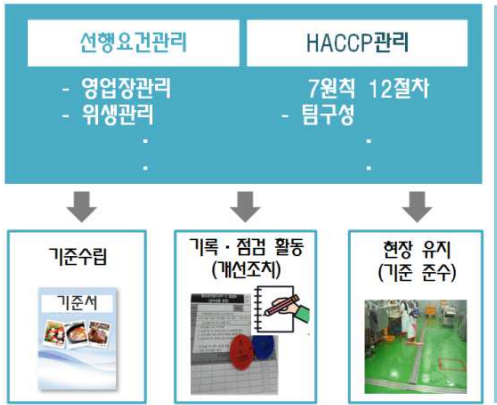 선행요건관리
HACCP관리
- 영업장관리
- 위생관리
7원칙 12절차
- 팀구성
기준수립
기준서
기록·점검 활동
(개선조치)
현장 유지
(기준 준수)